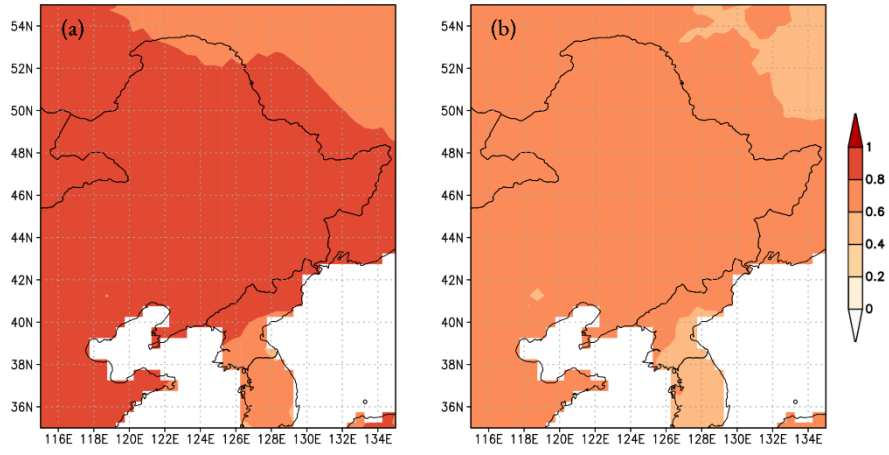 (a)
(b)
54N 54N
52N 52N
50N 50N
48N 48N
46N 46N
44N 44N
42N 42N
40N 40N
38N 38N
36N 36N
116E 118E 120E 122E 124E 126E 128E 130E 132E 134E
116E 118E 120E 122E 124E 126E 128E 130E 132E 134E
1
0.8
0.6
0.4
0.2
0